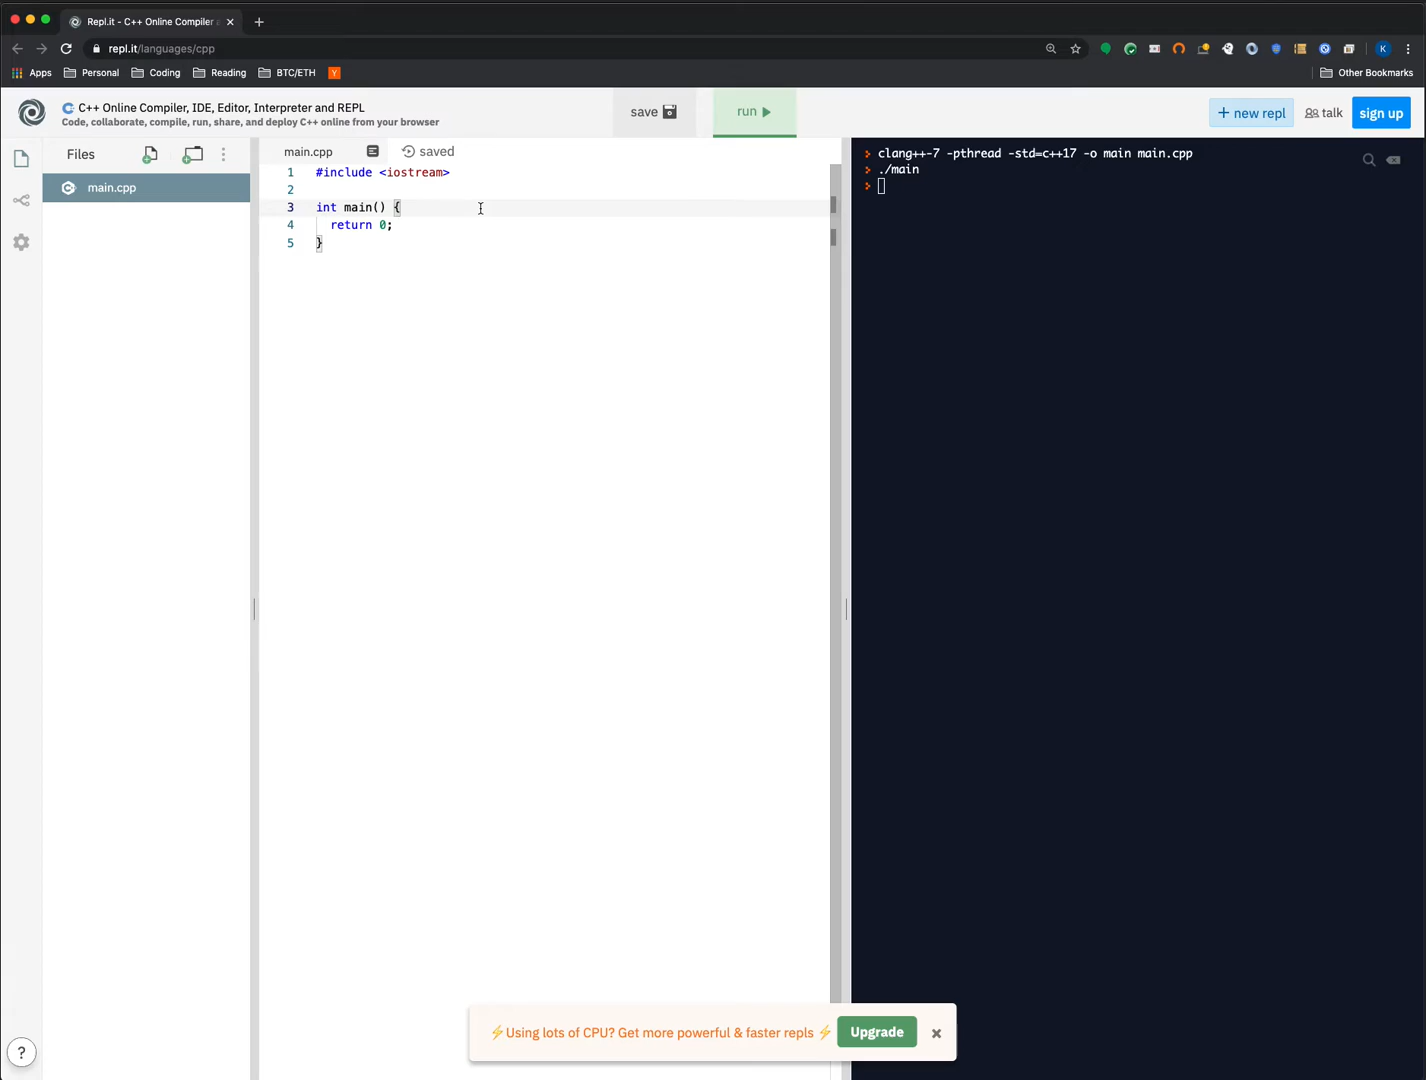 Repl.it - C++ Online Compiler
repl.it/languages/cpp
K
Apps
Personal
Coding
Reading
BTC/ETH
Y
Other Bookmarks
C++ Online Compiler, IDE, Editor, Interpreter and REPL
Code, collaborate, compile, run, share, and deploy C++ online from your browser
save
run
+ new repl
talk
sign up
Files
main.cpp
main.cpp
saved
1 #include <iostream>
2
3 int main() {
4 return 0;
5 }
clang++-7 -pthread -std=c++17 -o main main.cpp
./main
⚡Using lots of CPU? Get more powerful & faster repls ⚡
Upgrade
?